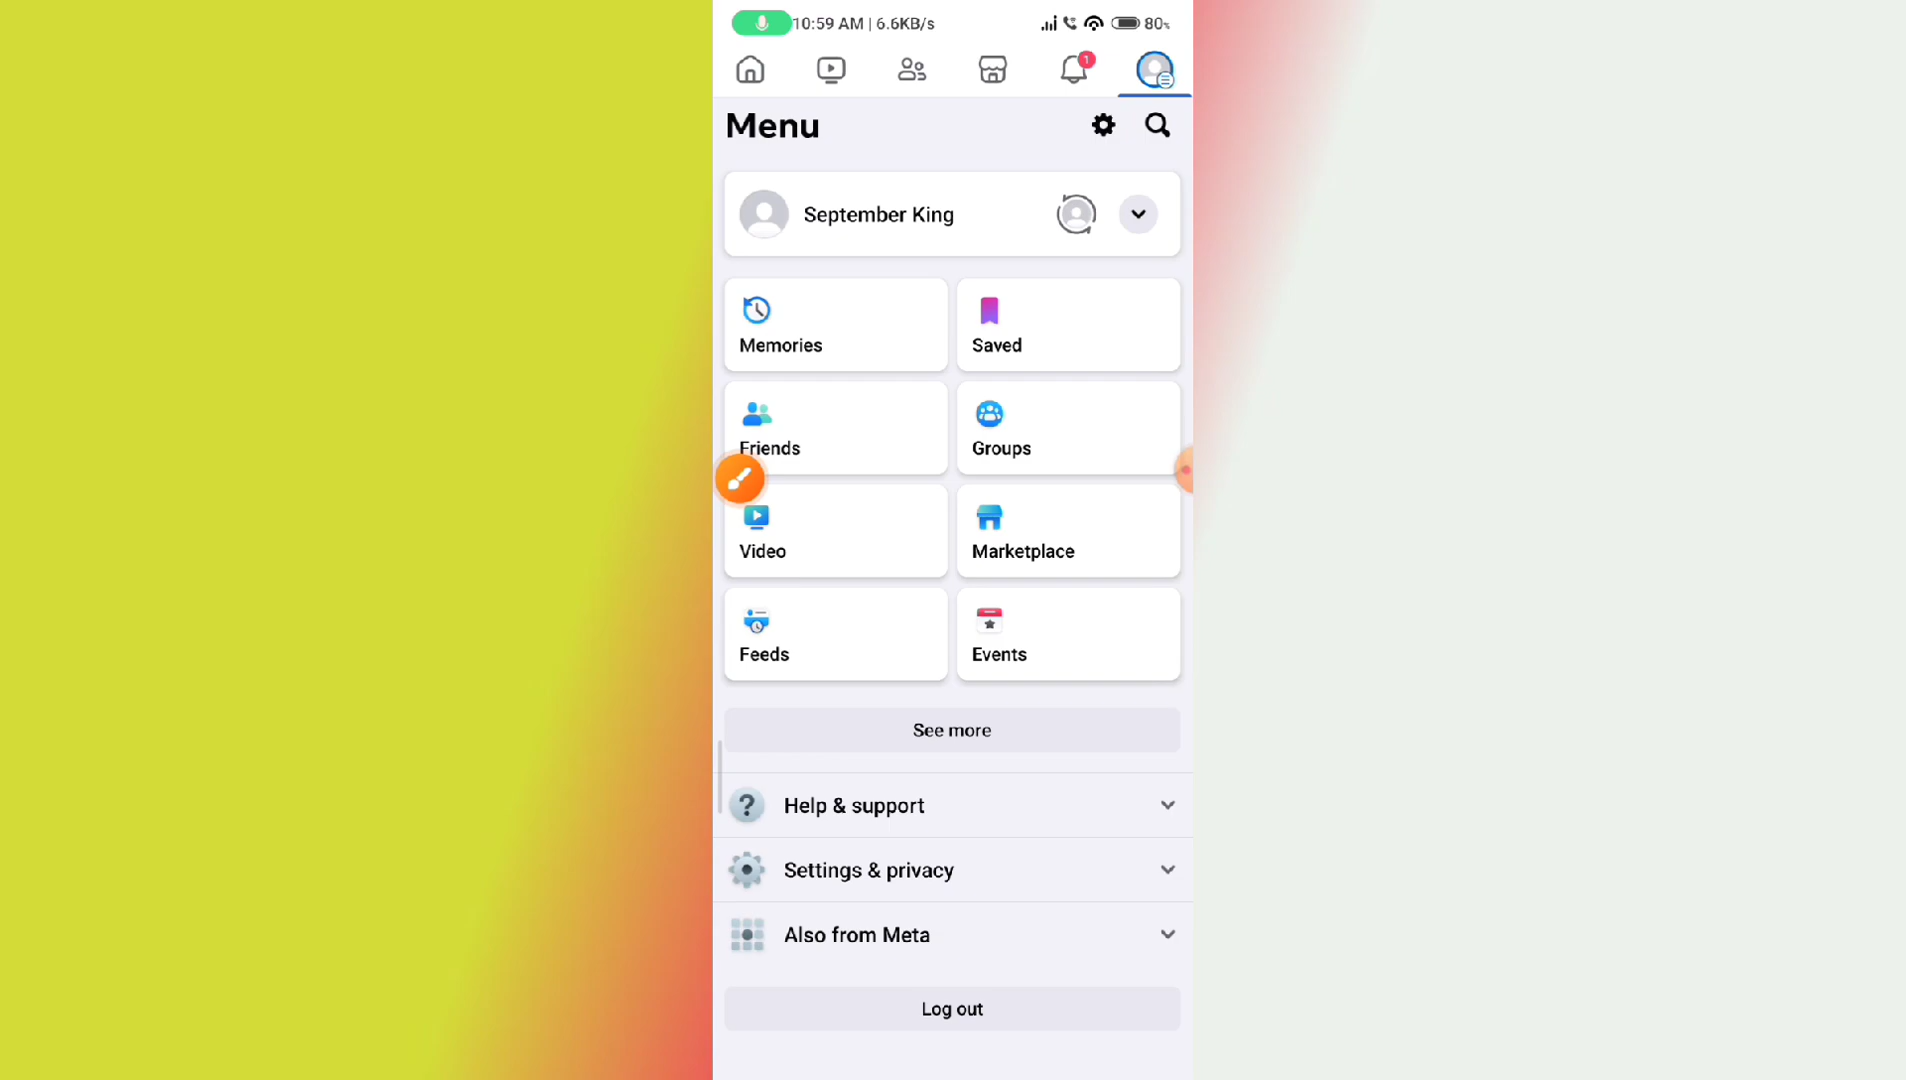 10:59 AM | 6.6KB/s 80%
1
Menu
September King
Memories Saved
Friends Groups
Video Marketplace
Feeds Events
See more
? Help & support
Settings & privacy
Also from Meta
Log out